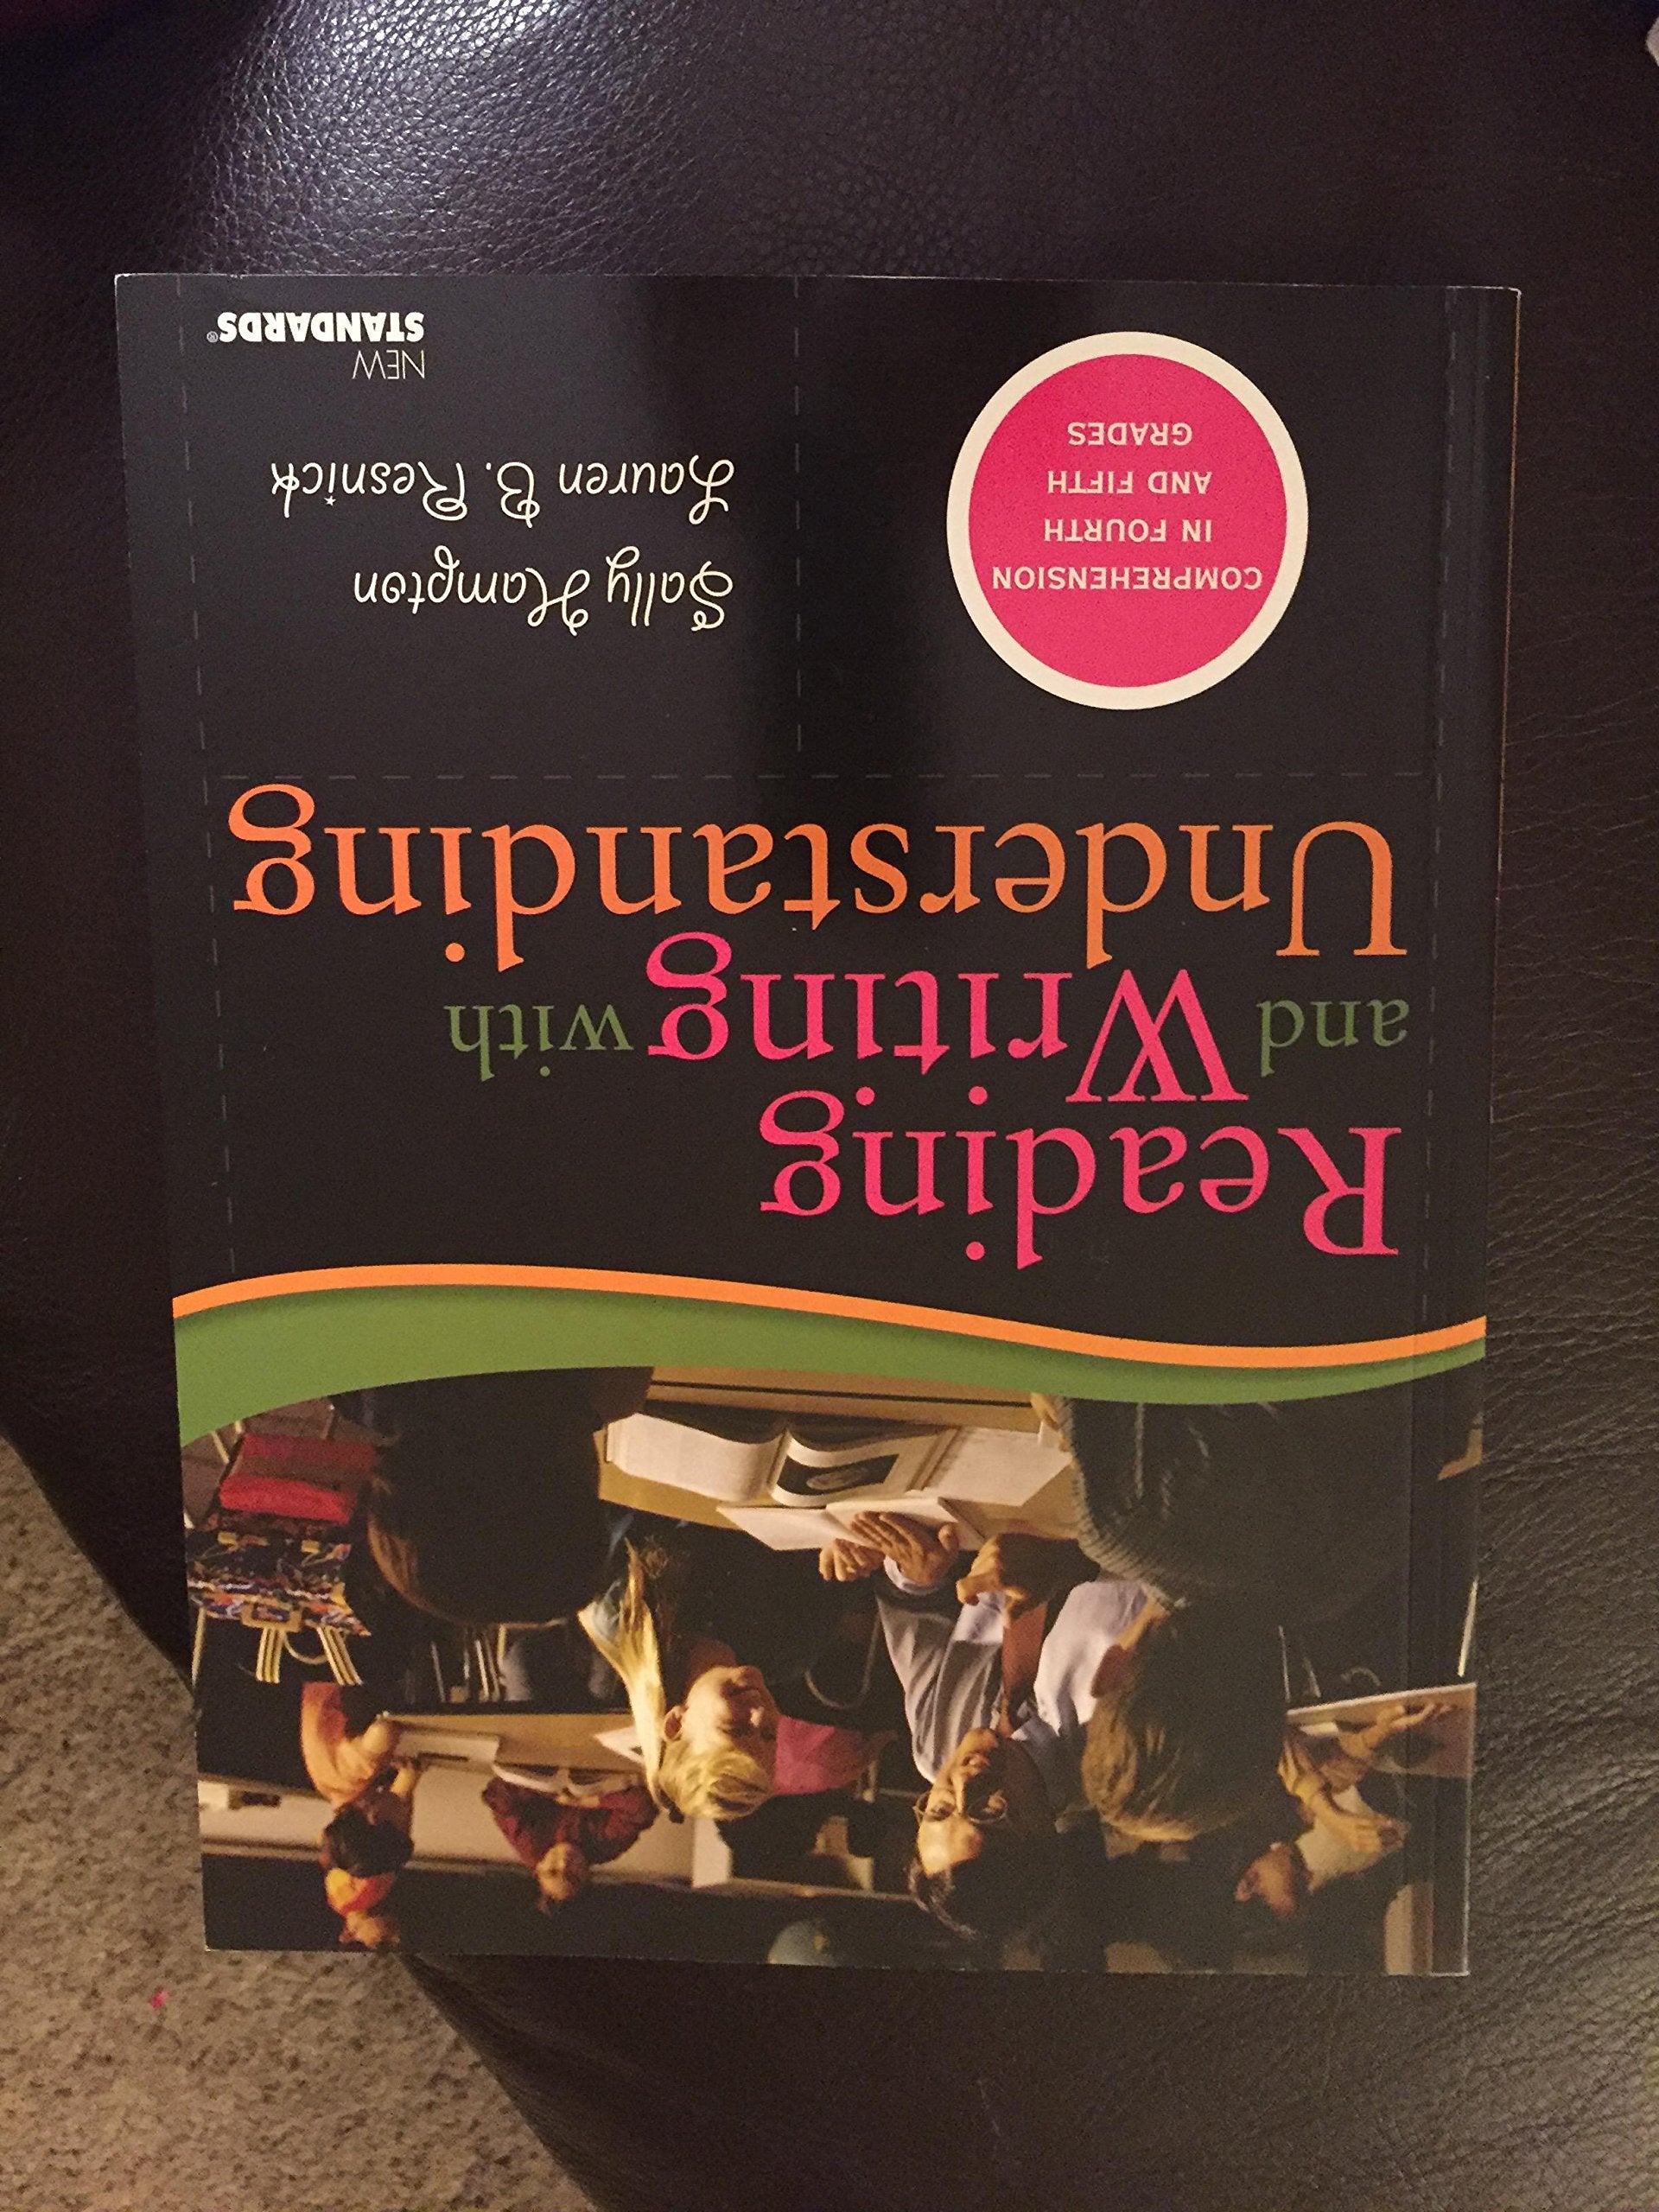 Reading
and Writing with
Understanding
COMPREHENSION
IN FOURTH
AND FIFTH
GRADES
Sally Hampton
Lauren B. Resnick
NEW
STANDARDS®